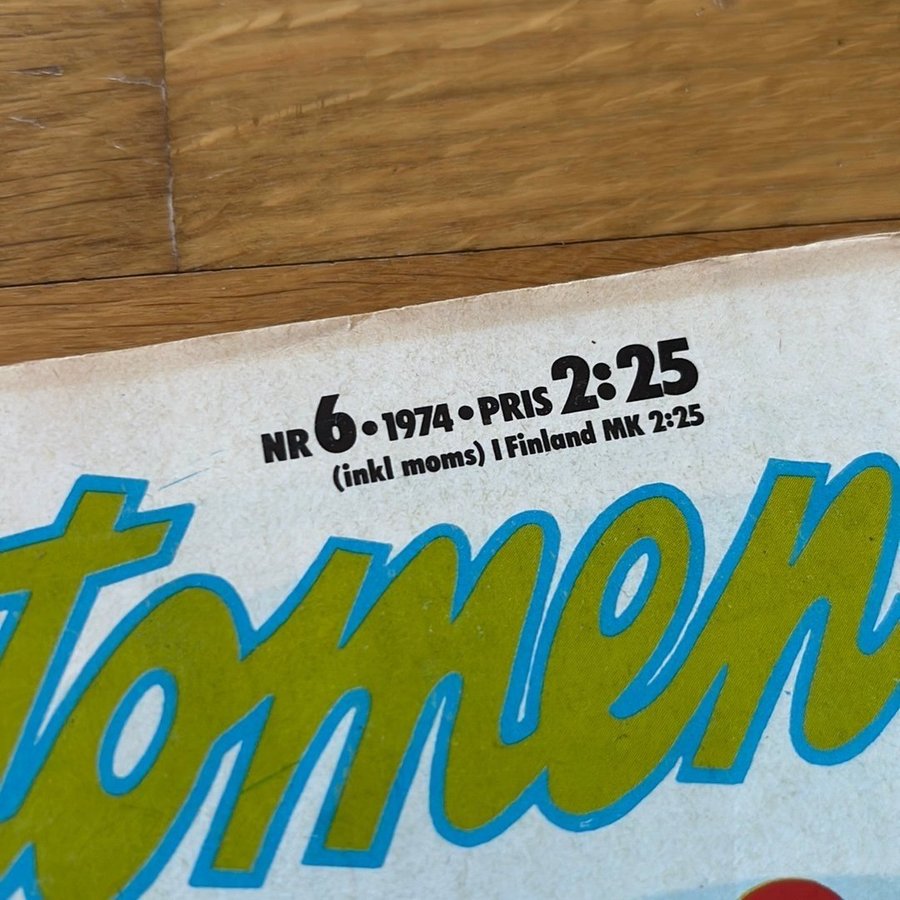 NR 6 • 1974 • PRIS 2:25
(inkl moms) I Finland MK 2:25
tomen